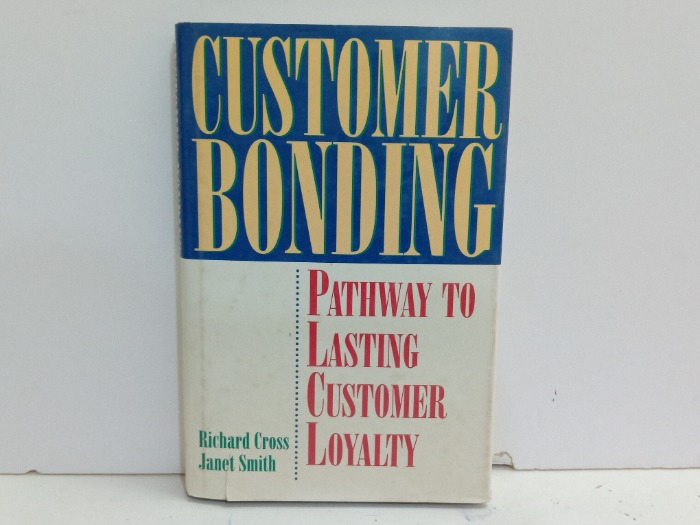 CUSTOMER
BONDING
PATHWAY TO
LASTING
CUSTOMER
LOYALTY
Richard Cross
Janet Smith